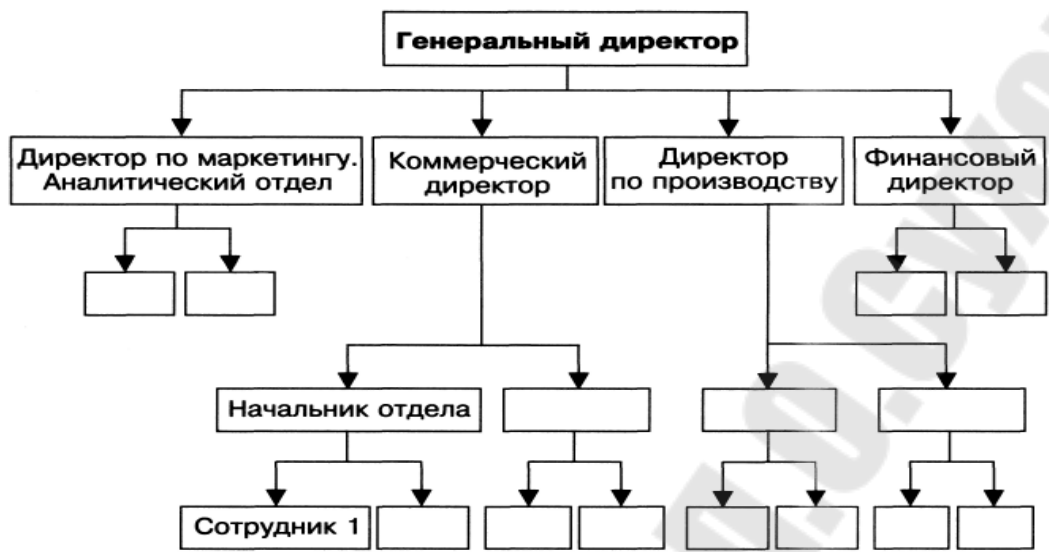 Генеральный директор
Директор по маркетингу.
Аналитический отдел
Коммерческий
директор
Директор
по производству
Финансовый
директор
Начальник отдела
Сотрудник 1